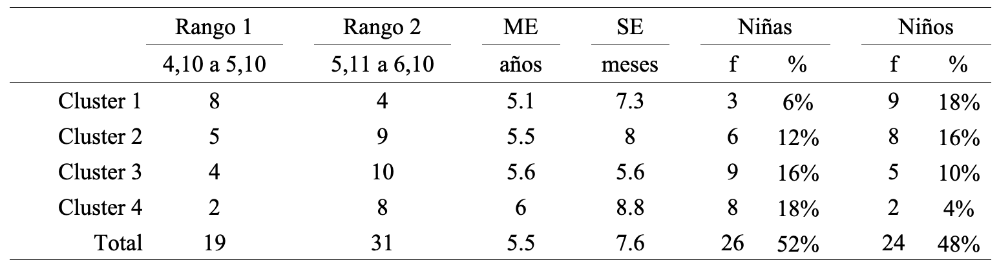 Rango 1 Rango 2 ME SE Niñas Niños
4,10 a 5,10 5,11 a 6,10 años meses f % f %
Cluster 1 8 4 5.1 7.3 3 6% 9 18%
Cluster 2 5 9 5.5 8 6 12% 8 16%
Cluster 3 4 10 5.6 5.6 9 16% 5 10%
Cluster 4 2 8 6 8.8 8 18% 2 4%
Total 19 31 5.5 7.6 26 52% 24 48%